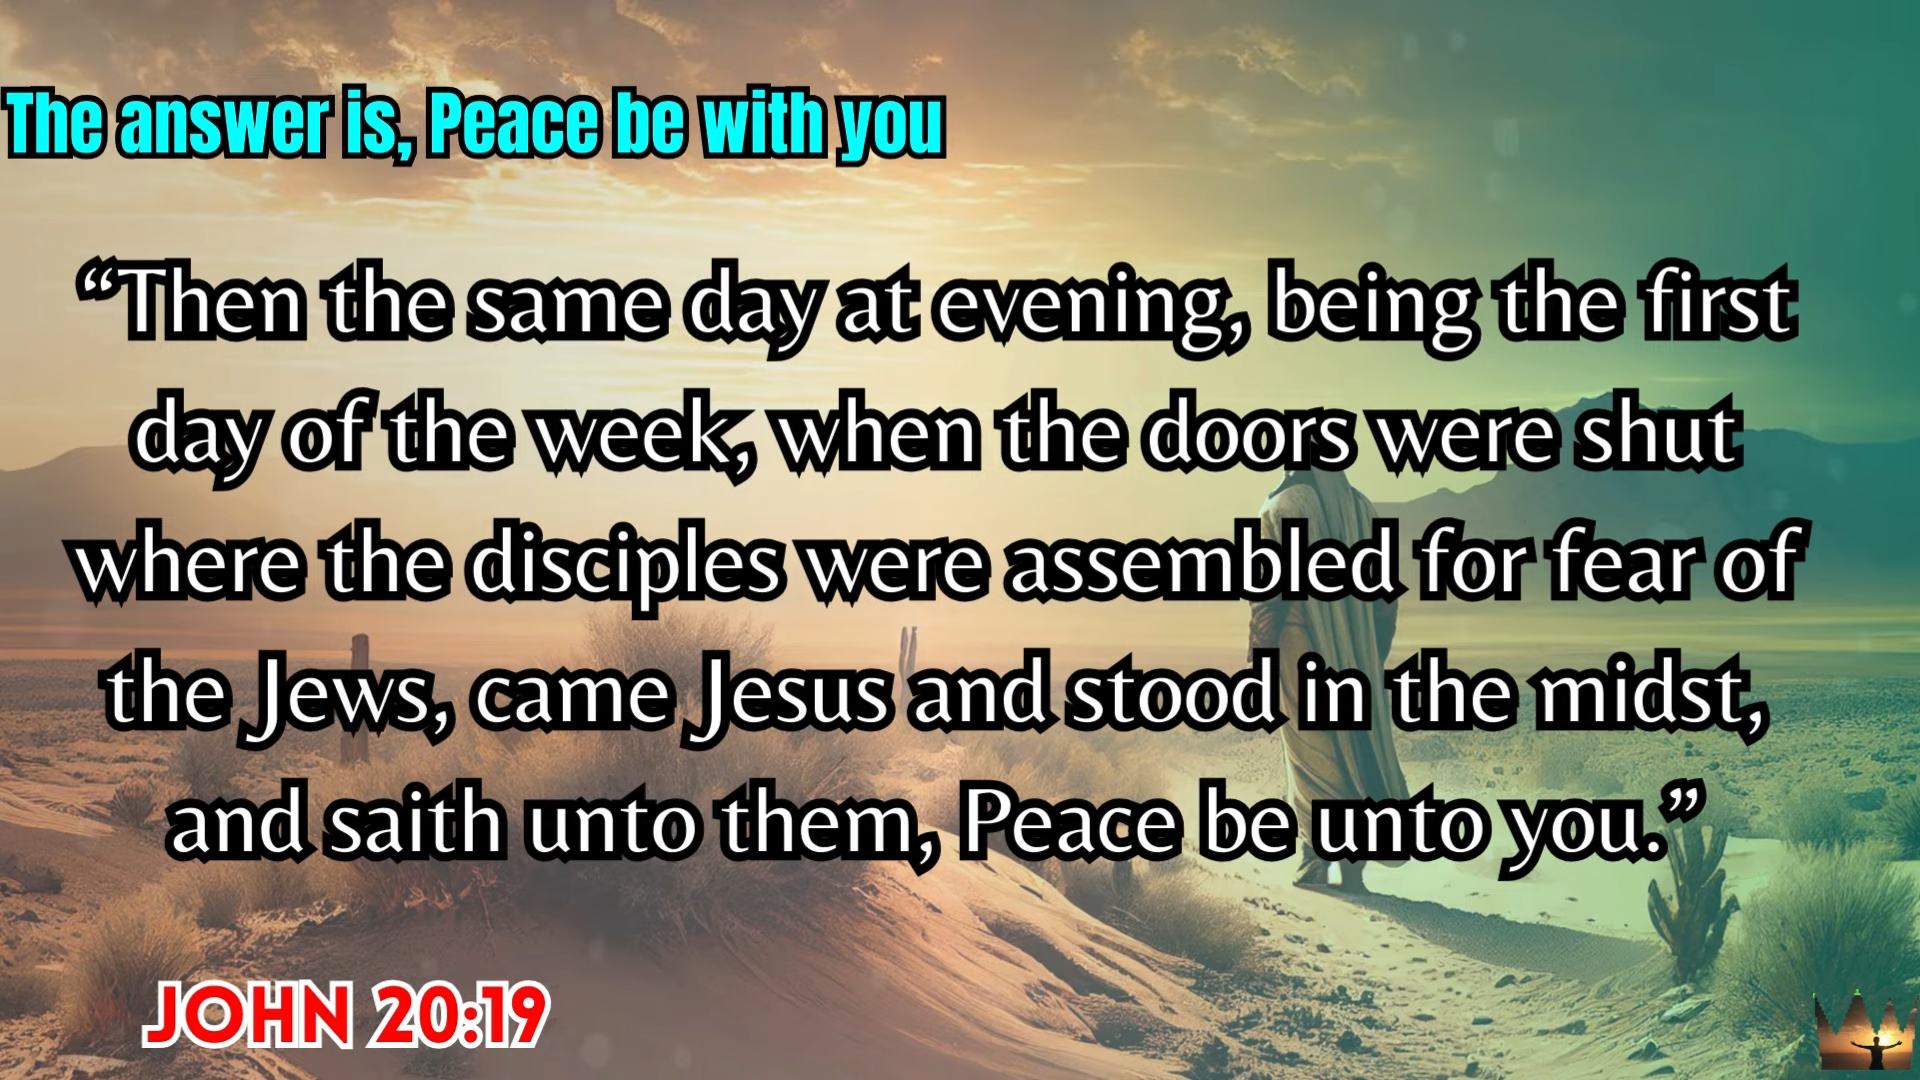 The answer is, Peace be with you
“Then the same day at evening, being the first
day of the week, when the doors were shut
where the disciples were assembled for fear of
the Jews, came Jesus and stood in the midst,
and saith unto them, Peace be unto you.”
JOHN 20:19